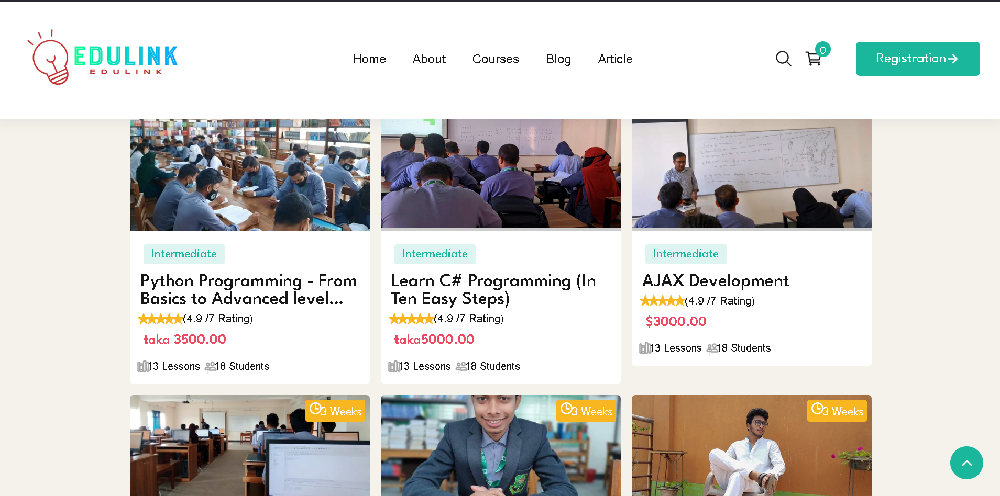 EDULINK
EDULINK
Home
About
Courses
Blog
Article
0
Registration
Intermediate
Python Programming - From
Basics to Advanced level...
(4.9 /7 Rating)
taka 3500.00
13 Lessons
18 Students
Intermediate
Learn C# Programming (In
Ten Easy Steps)
(4.9 /7 Rating)
taka5000.00
13 Lessons
18 Students
Intermediate
AJAX Development
(4.9 /7 Rating)
$3000.00
13 Lessons
18 Students
3 Weeks
3 Weeks
3 Weeks